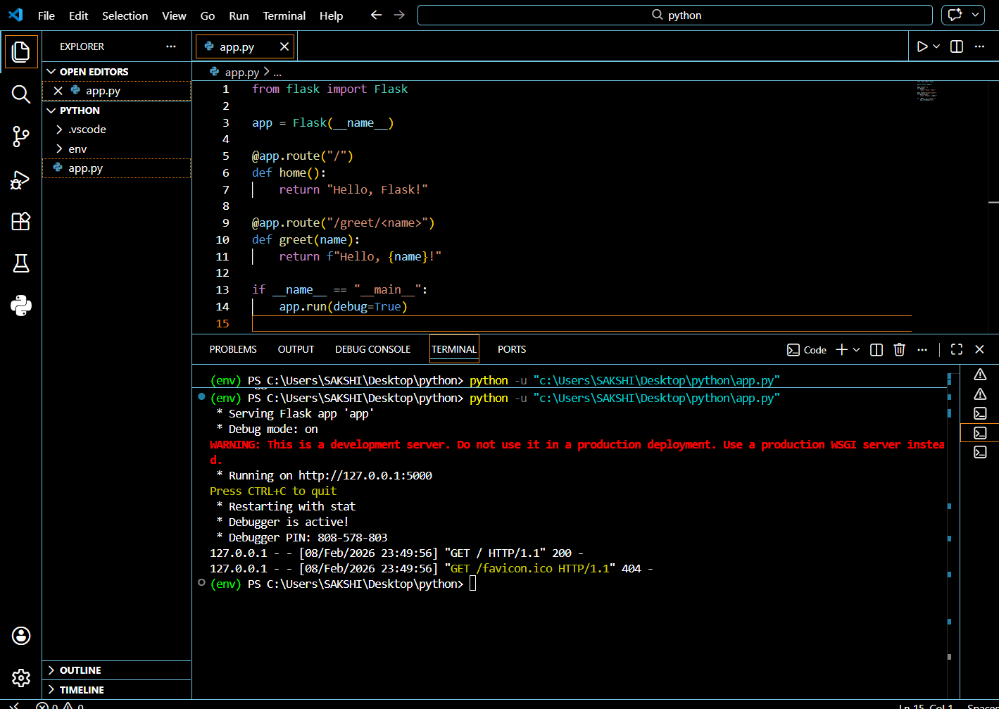 File Edit Selection View Go Run Terminal Help python
EXPLORER ...
app.py
OPEN EDITORS
app.py
PYTHON
.vscode
env
app.py
app.py > ...
1 from flask import Flask
2
3 app = Flask(__name__)
4
5 @app.route("/")
6 def home():
7     return "Hello, Flask!"
8
9 @app.route("/greet/<name>")
10 def greet(name):
11     return f"Hello, {name}!"
12
13 if __name__ == "__main__":
14     app.run(debug=True)
15
PROBLEMS OUTPUT DEBUG CONSOLE TERMINAL PORTS Code
(env) PS C:\Users\SAKSHI\Desktop\python> python -u "c:\Users\SAKSHI\Desktop\python\app.py"
(env) PS C:\Users\SAKSHI\Desktop\python> python -u "c:\Users\SAKSHI\Desktop\python\app.py"
 * Serving Flask app 'app'
 * Debug mode: on
WARNING: This is a development server. Do not use it in a production deployment. Use a production WSGI server instea
d.
 * Running on http://127.0.0.1:5000
Press CTRL+C to quit
 * Restarting with stat
 * Debugger is active!
 * Debugger PIN: 808-578-803
127.0.0.1 - - [08/Feb/2026 23:49:56] "GET / HTTP/1.1" 200 -
127.0.0.1 - - [08/Feb/2026 23:49:56] "GET /favicon.ico HTTP/1.1" 404 -
(env) PS C:\Users\SAKSHI\Desktop\python>
OUTLINE
TIMELINE
0 0 Ln 15, Col 1 Spaces